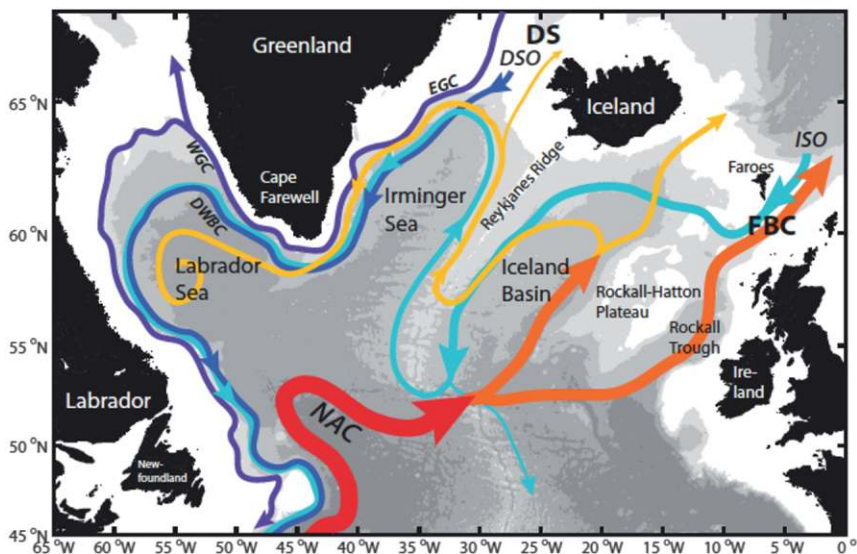 Greenland
DS
DSO
EGC
Iceland
65 °N
ISO
WGC
Cape
Farewell
Irminger
Sea
Reykjanes Ridge
Faroes
DWBC
60 °N
FBC
Labrador
Sea
Iceland
Basin
Rockall-Hatton
Plateau
Rockall
Trough
55 °N
Ire-
land
Labrador
NAC
50 °N
New-
foundland
45 °N
65°W 60°W 55°W 50°W 45°W 40°W 35°W 30°W 25°W 20°W 15°W 10°W 5°W 0°